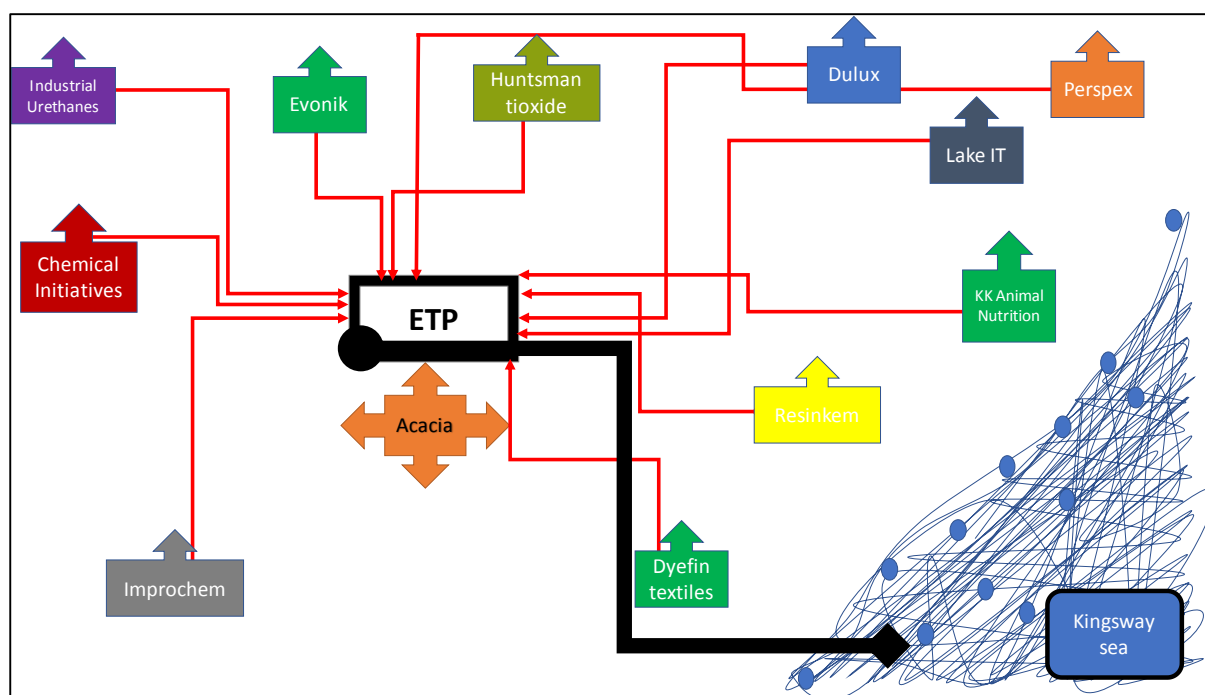 Industrial
Urethanes
Evonik
Huntsman
tioxide
Dulux
Perspex
Lake IT
Chemical
Initiatives
KK Animal
Nutrition
ETP
Acacia
Resinkem
Improchem
Dyefin
textiles
Kingsway
sea